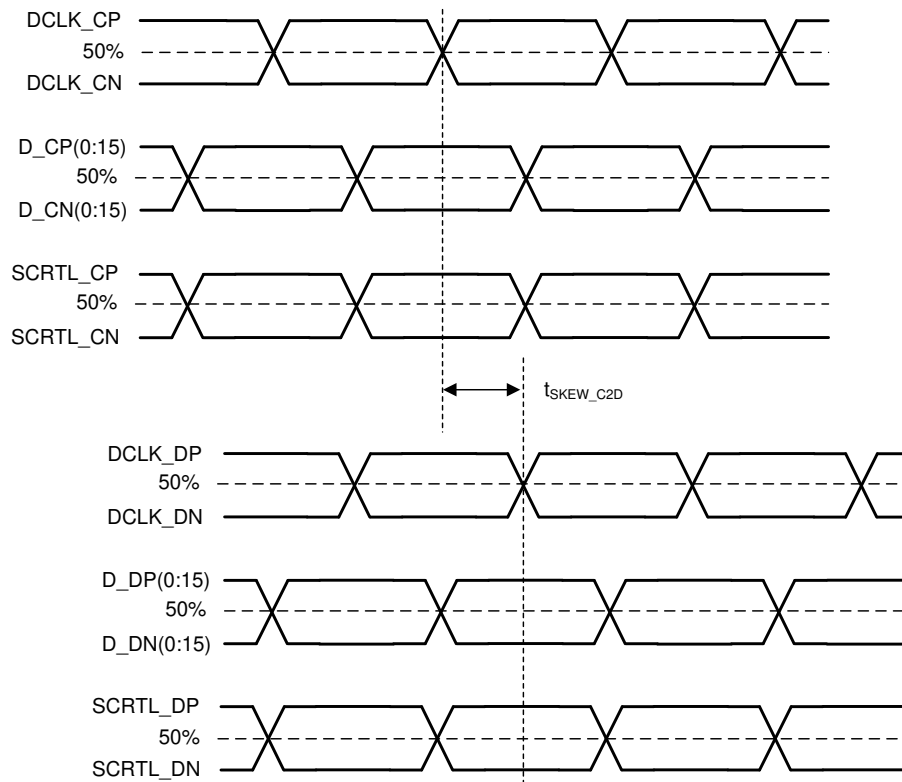 DCLK_CP
50%
DCLK_CN
D_CP(0:15)
50%
D_CN(0:15)
SCRTL_CP
50%
SCRTL_CN
tSKEW_C2D
DCLK_DP
50%
DCLK_DN
D_DP(0:15)
50%
D_DN(0:15)
SCRTL_DP
50%
SCRTL_DN